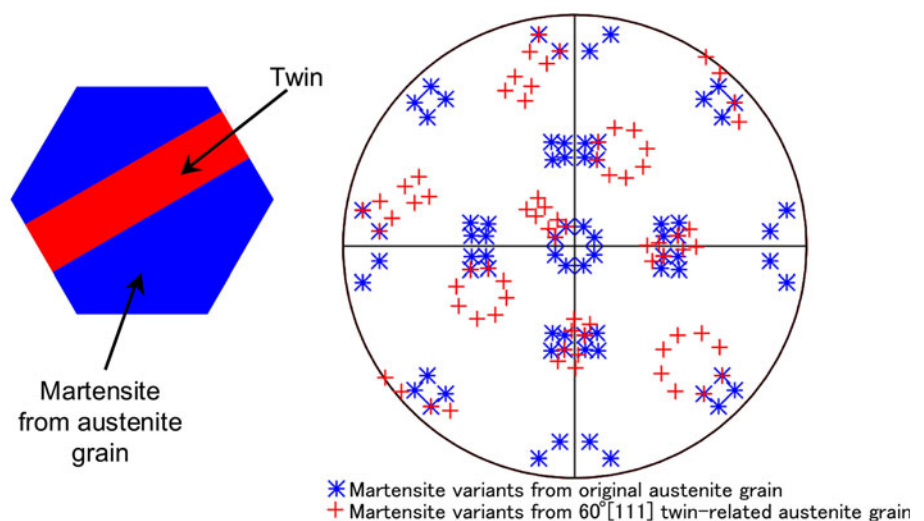 Twin
Martensite
from austenite
grain
Martensite variants from original austenite grain
Martensite variants from 60°[111] twin-related austenite grain